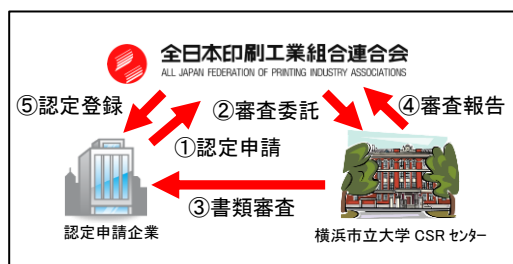 全日本印刷工業組合連合会
ALL JAPAN FEDERATION OF PRINTING INDUSTRY ASSOCIATIONS
⑤認定登録
②審査委託
④審査報告
①認定申請
③書類審査
認定申請企業
横浜市立大学 CSR センター